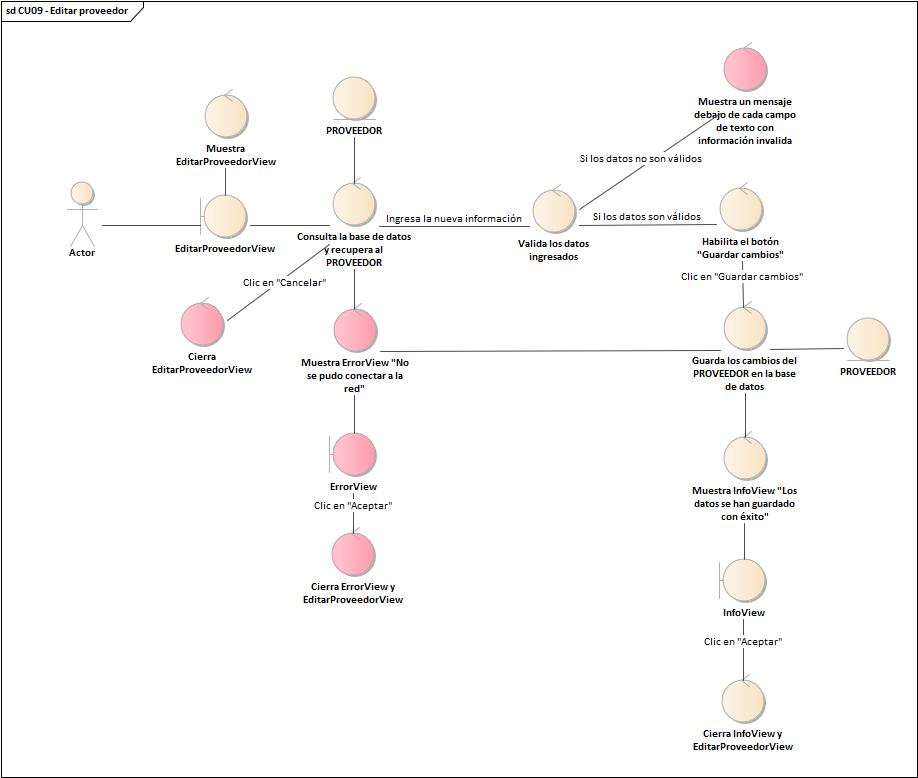 sd CU09 - Editar proveedor
Muestra un mensaje
debajo de cada campo
de texto con
información invalida
PROVEEDOR
Muestra
EditarProveedorView
Si los datos no son válidos
Actor
EditarProveedorView
Consulta la base de datos
y recupera al
PROVEEDOR
Ingresa la nueva información
Valida los datos
ingresados
Si los datos son válidos
Habilita el botón
"Guardar cambios"
Clic en "Cancelar"
Clic en "Guardar cambios"
Cierra
EditarProveedorView
Muestra ErrorView "No
se pudo conectar a la
red"
Guarda los cambios del
PROVEEDOR en la base
de datos
PROVEEDOR
ErrorView
Clic en "Aceptar"
Muestra InfoView "Los
datos se han guardado
con éxito"
Cierra ErrorView y
EditarProveedorView
InfoView
Clic en "Aceptar"
Cierra InfoView y
EditarProveedorView